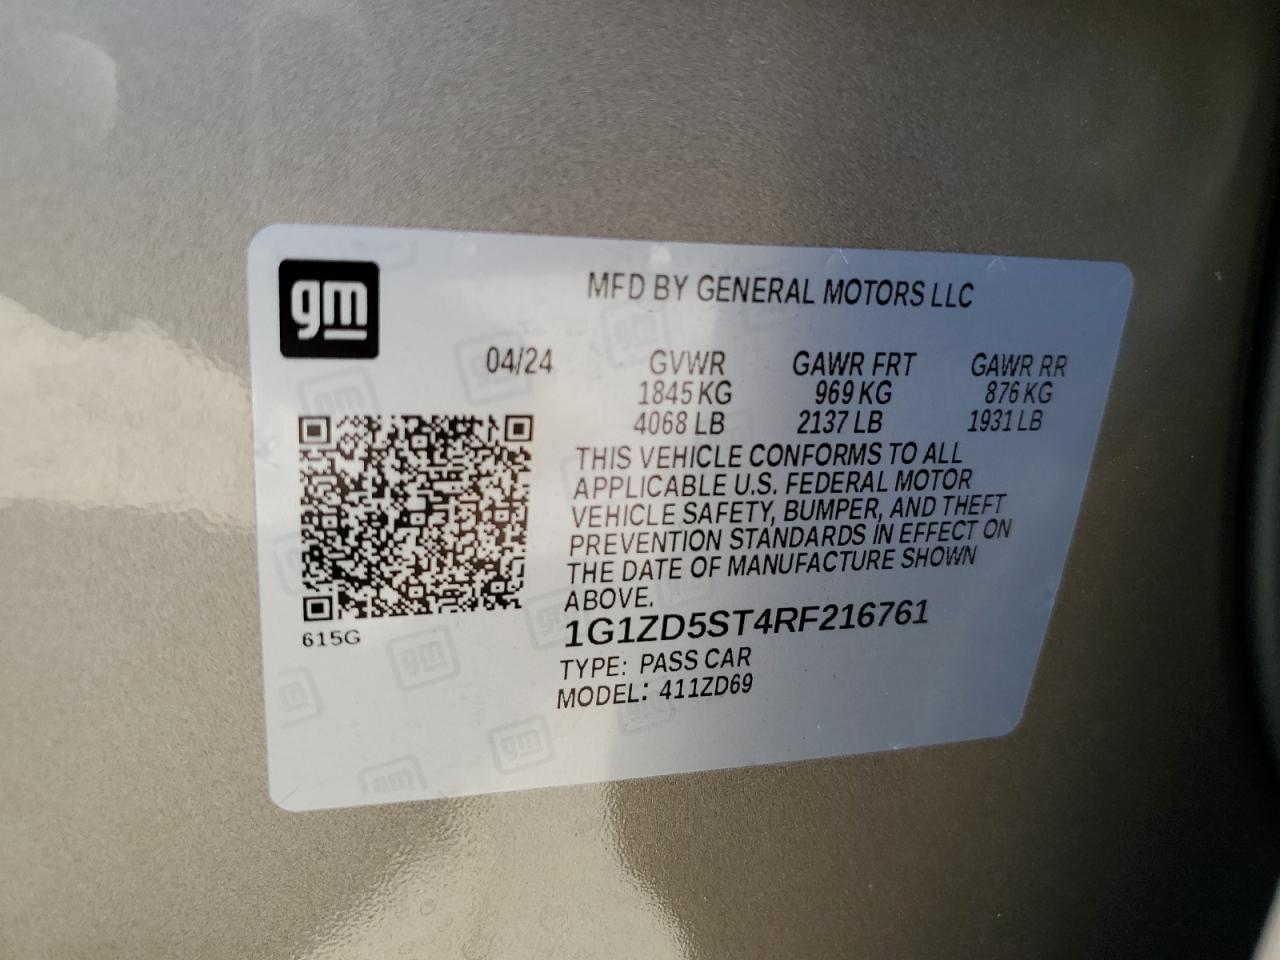 gm
MFD BY GENERAL MOTORS LLC
04/24 GVWR GAWR FRT GAWR RR
1845 KG 969 KG 876 KG
4068 LB 2137 LB 1931 LB
THIS VEHICLE CONFORMS TO ALL
APPLICABLE U.S. FEDERAL MOTOR
VEHICLE SAFETY, BUMPER, AND THEFT
PREVENTION STANDARDS IN EFFECT ON
THE DATE OF MANUFACTURE SHOWN
ABOVE.
615G
1G1ZD5ST4RF216761
TYPE: PASS CAR
MODEL: 411ZD69